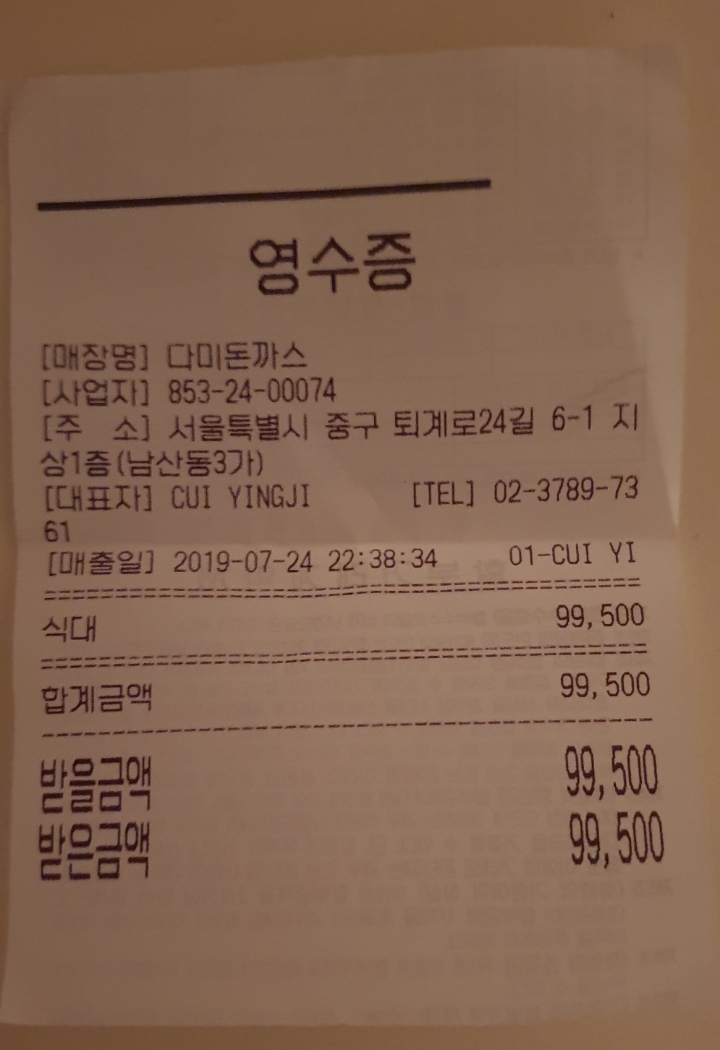 영수증
[매장명] 다미돈까스
[사업자] 853-24-00074
[주 소] 서울특별시 중구 퇴계로24길 6-1 지
상1층(남산동3가)
[대표자] CUI YINGJI [TEL] 02-3789-73
61
[매출일] 2019-07-24 22:38:34 01-CUI YI
==========================================
식대 99,500
==========================================
합계금액 99,500
------------------------------------------
받을금액 99,500
받은금액 99,500